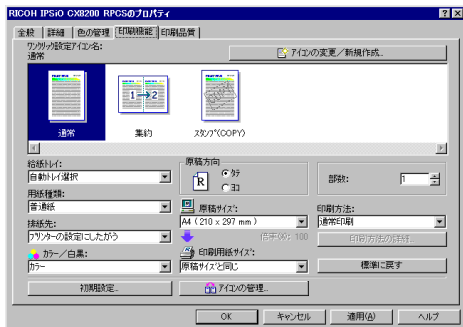 RICOH IPSiO CX8200 RPCSのプロパティ
全般 詳細 色の管理 印刷機能 印刷品質
ワンクリック設定アイコン名:
通常
アイコンの変更／新規作成...
1 → 2
通常 集約 スタンプ(COPY)
給紙トレイ:
自動トレイ選択
用紙種類:
普通紙
排紙先:
プリンターの設定にしたがう
カラー／白黒:
カラー
初期設定...
原稿方向
R
タテ
ヨコ
原稿サイズ:
A4 ( 210 x 297 mm )
倍率(%): 100
印刷用紙サイズ:
原稿サイズと同じ
アイコンの管理...
部数: 1
印刷方法:
通常印刷
印刷方法の詳細...
標準に戻す
OK キャンセル 適用(A) ヘルプ